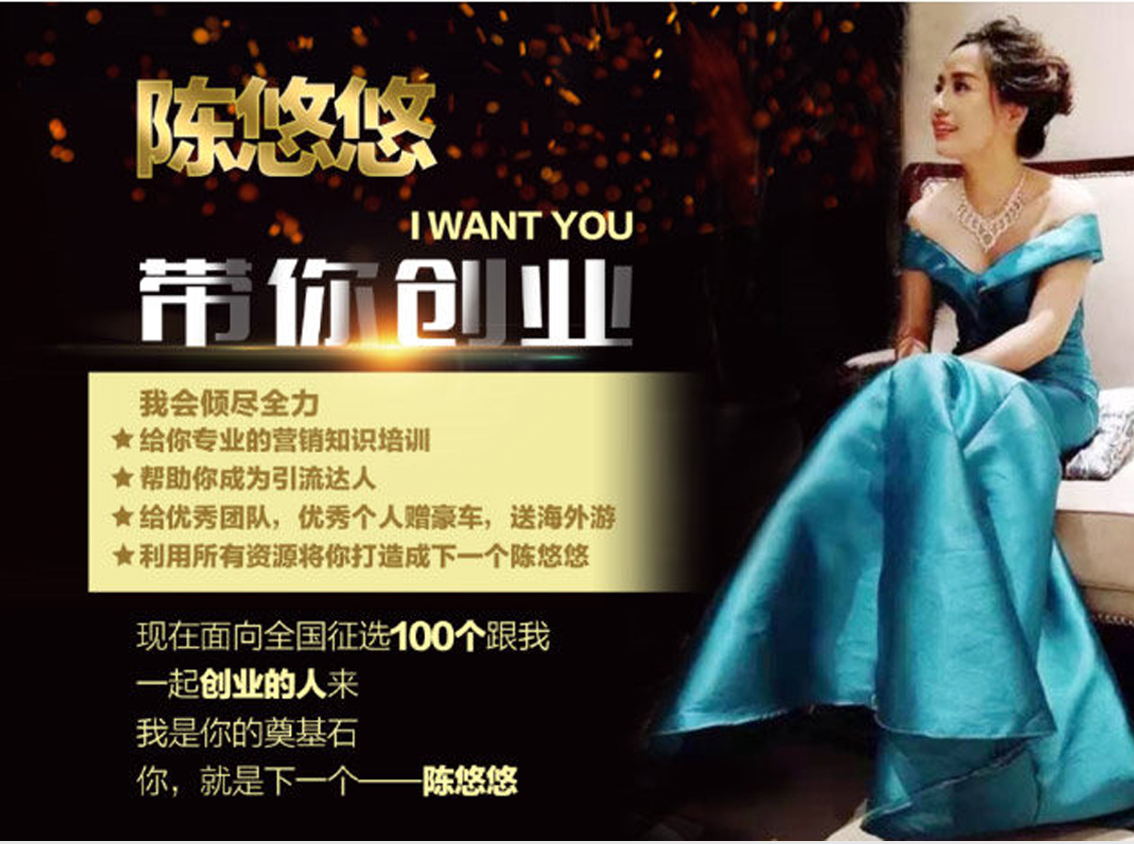 陈悠悠
I WANT YOU
带你创业
我会倾尽全力
★给你专业的营销知识培训
★帮助你成为引流达人
★给优秀团队，优秀个人赠豪车，送海外游
★利用所有资源将你打造成下一个陈悠悠
现在面向全国征选100个跟我
一起创业的人来
我是你的奠基石
你，就是下一个——陈悠悠